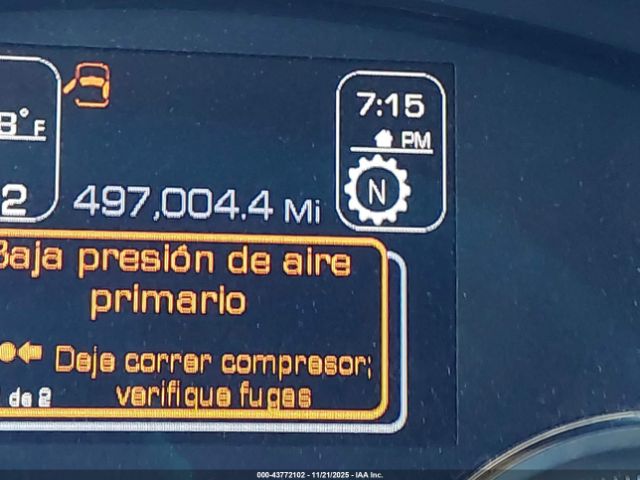 7:15
PM
8°F
N
2
497,004.4 Mi
Baja presión de aire
primario
Deje correr compresor;
verifique fugas
de 2
000-43772102 - 11/21/2025 - IAA Inc.